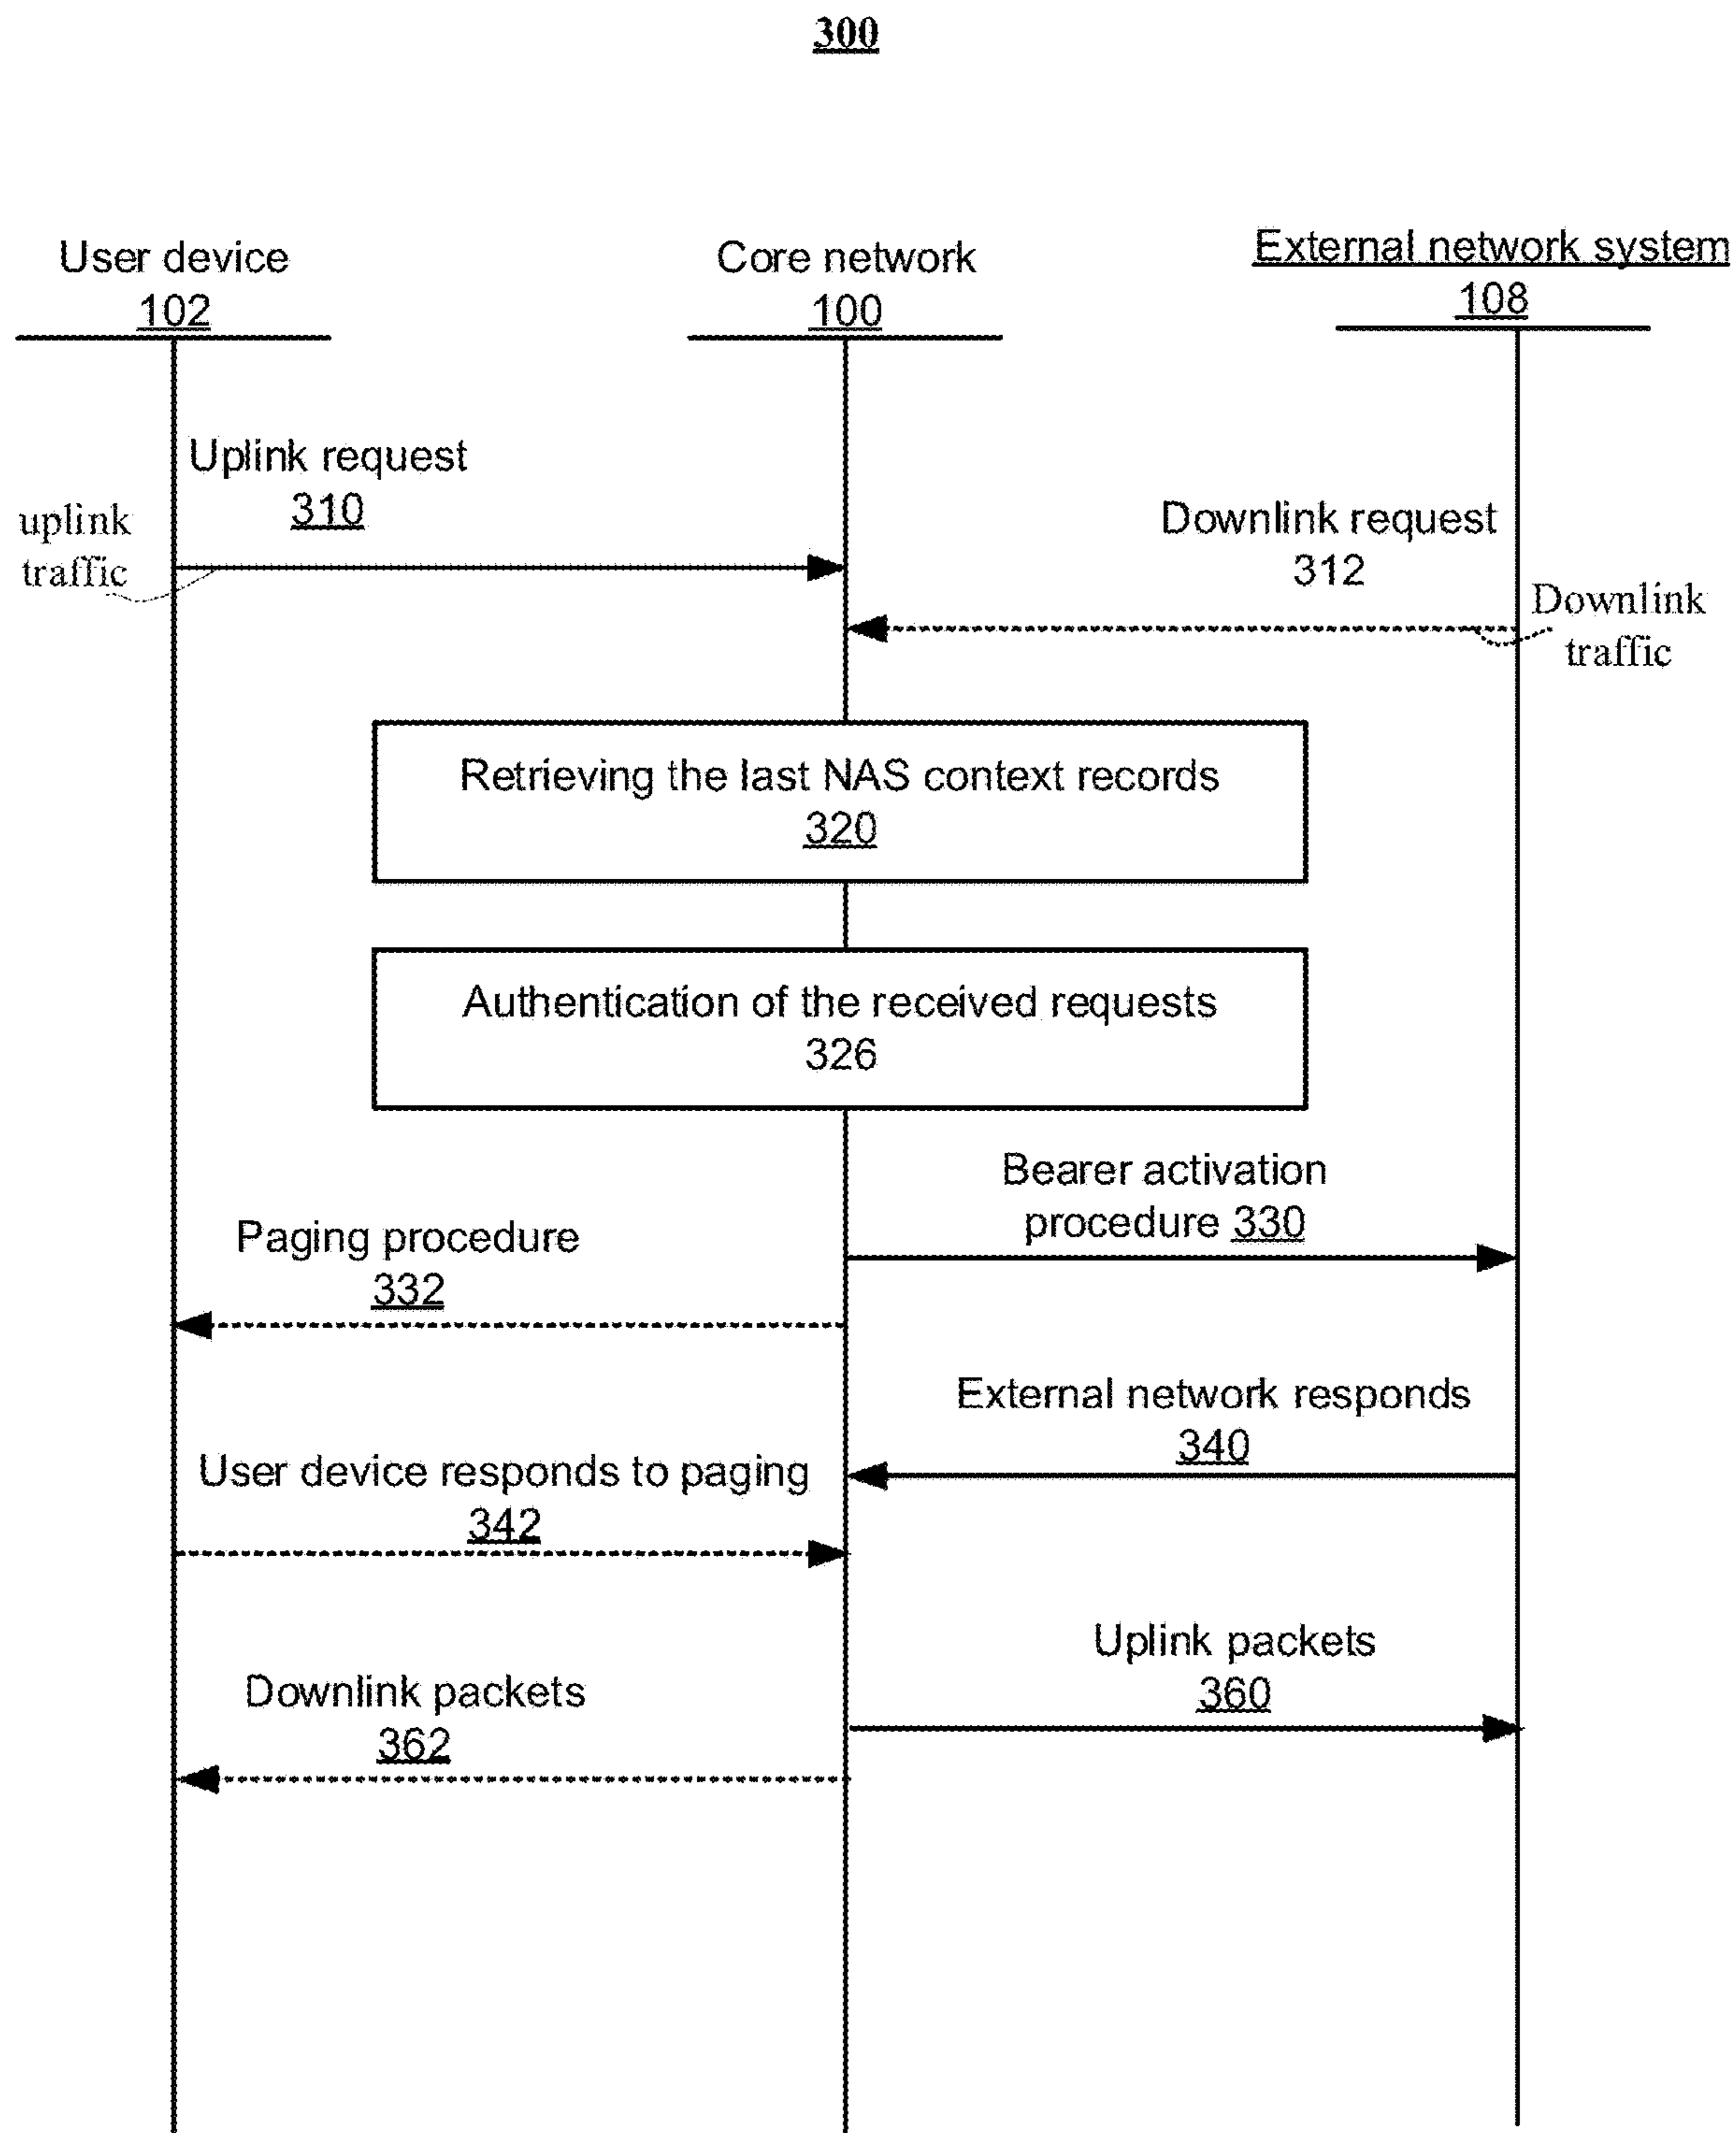 300
User device
102
Core network
100
External network system
108
Uplink request
310
uplink
traffic
Downlink request
312
Downlink
traffic
Retrieving the last NAS context records
320
Authentication of the received requests
326
Bearer activation
procedure 330
Paging procedure
332
External network responds
340
User device responds to paging
342
Uplink packets
360
Downlink packets
362